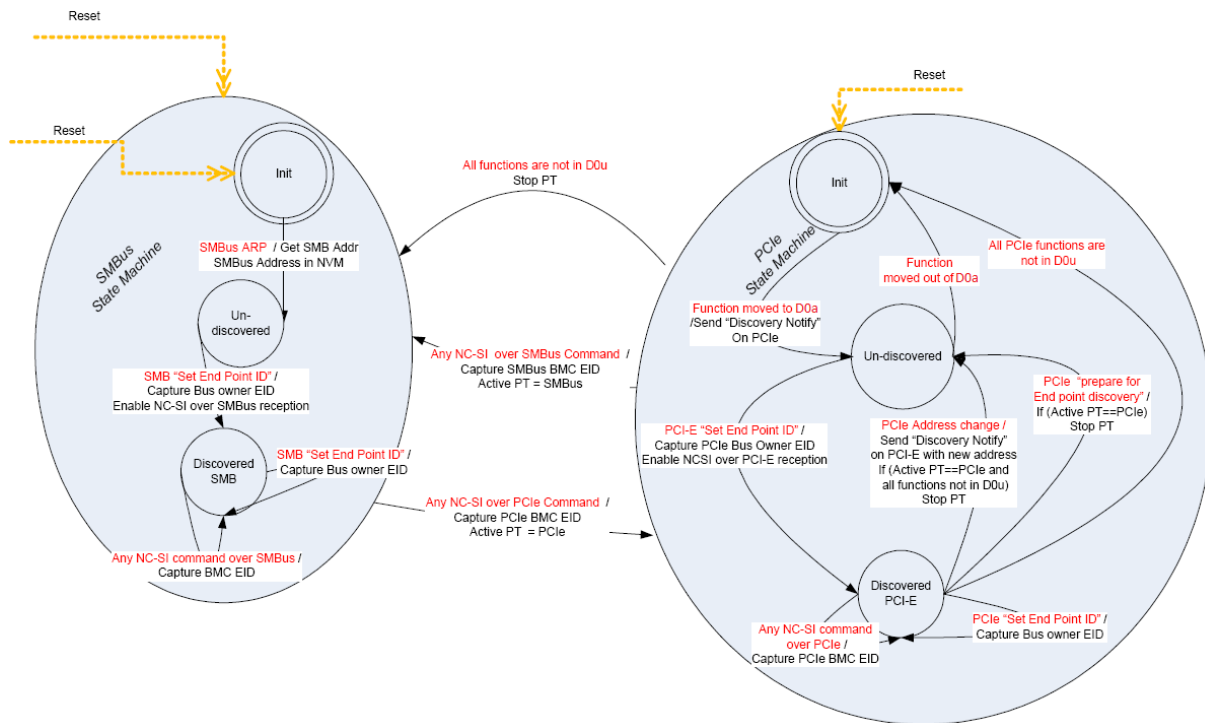 Reset
Reset
Init
SMBus
State Machine
SMBus ARP / Get SMB Addr
SMBus Address in NVM
Un-
discovered
SMB “Set End Point ID” /
Capture Bus owner EID
Enable NC-SI over SMBus reception
Discovered
SMB
SMB “Set End Point ID” /
Capture Bus owner EID
Any NC-SI command over SMBus /
Capture BMC EID
All functions are not in D0u
Stop PT
Any NC-SI over SMBus Command /
Capture SMBus BMC EID
Active PT = SMBus
Any NC-SI over PCIe Command /
Capture PCIe BMC EID
Active PT = PCIe
Reset
Init
PCIe
State Machine
Function moved to D0a
/Send “Discovery Notify”
On PCIe
Function
moved out of D0a
All PCIe functions are
not in D0u
Un-discovered
PCI-E “Set End Point ID” /
Capture PCIe Bus Owner EID
Enable NCSI over PCI-E reception
PCIe Address change /
Send “Discovery Notify”
on PCI-E with new address
If (Active PT==PCIe and
all functions not in D0u)
Stop PT
PCIe “prepare for
End point discovery” /
If (Active PT==PCIe)
Stop PT
Discovered
PCI-E
Any NC-SI command
over PCIe /
Capture PCIe BMC EID
PCIe “Set End Point ID” /
Capture Bus owner EID